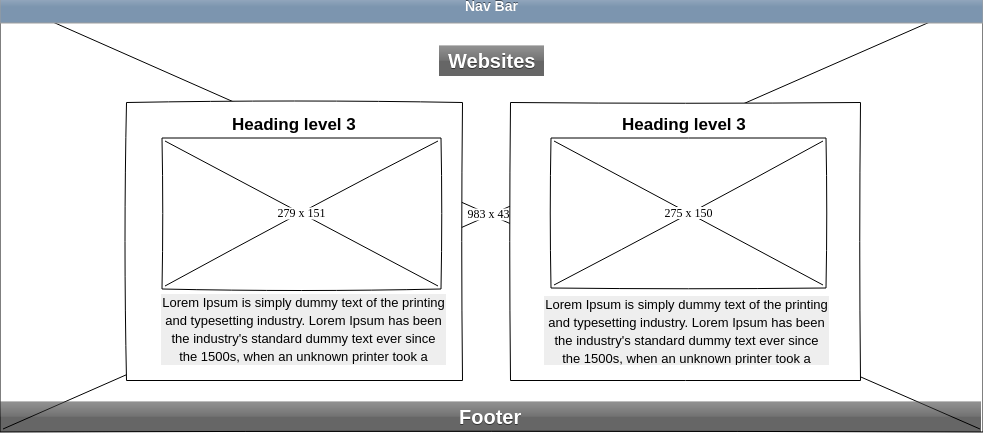 Nav Bar
Websites
Heading level 3
279 x 151
Lorem Ipsum is simply dummy text of the printing
and typesetting industry. Lorem Ipsum has been
the industry's standard dummy text ever since
the 1500s, when an unknown printer took a
983 x 43
Heading level 3
275 x 150
Lorem Ipsum is simply dummy text of the printing
and typesetting industry. Lorem Ipsum has been
the industry's standard dummy text ever since
the 1500s, when an unknown printer took a
Footer